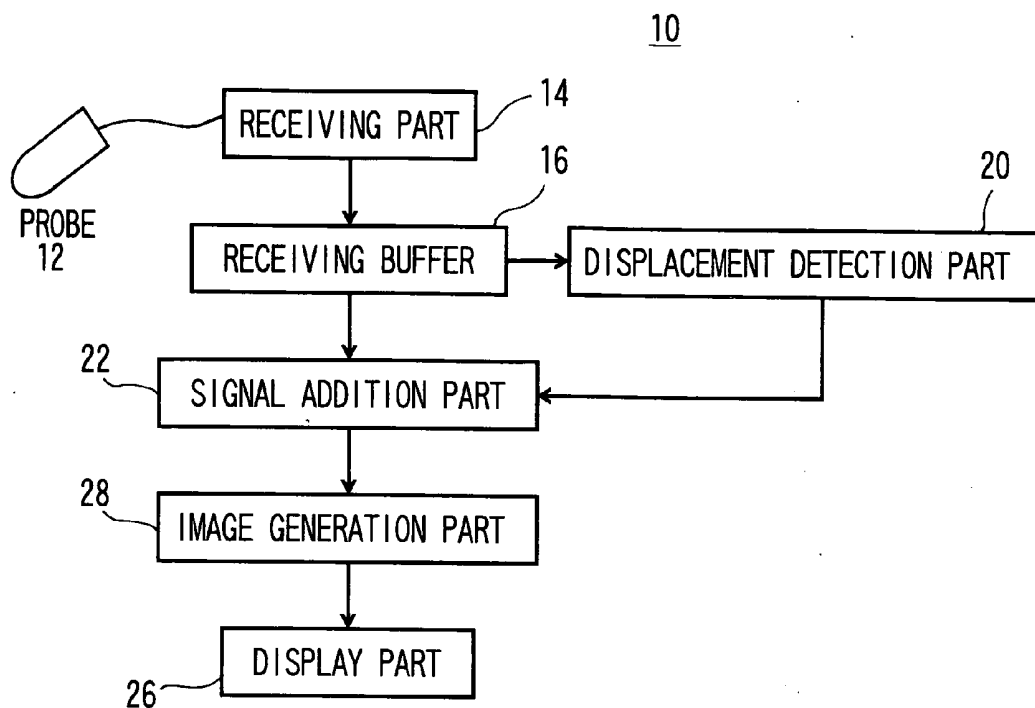 10
14
RECEIVING PART
16
20
PROBE
12
RECEIVING BUFFER
DISPLACEMENT DETECTION PART
22
SIGNAL ADDITION PART
28
IMAGE GENERATION PART
DISPLAY PART
26